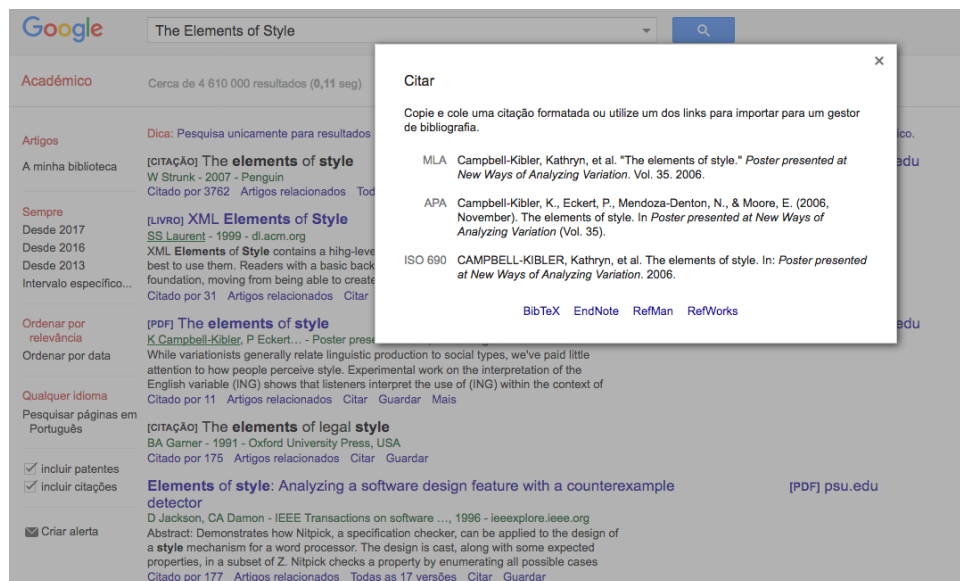 Google
The Elements of Style
Académico
Cerca de 4 610 000 resultados (0,11 seg)
Artigos
A minha biblioteca
Sempre
Desde 2017
Desde 2016
Desde 2013
Intervalo específico...
Ordenar por
relevância
Ordenar por data
Qualquer idioma
Pesquisar páginas em
Português
incluir patentes
incluir citações
Criar alerta
Dica: Pesquisa unicamente para resultados
[CITAÇÃO] The elements of style
W Strunk - 2007 - Penguin
Citado por 3762 Artigos relacionados
[LIVRO] XML Elements of Style
SS Laurent - 1999 - dl.acm.org
XML Elements of Style contains a hihg-leve
best to use them. Readers with a basic back
foundation, moving from being able to create
Citado por 31 Artigos relacionados Citar
[PDF] The elements of style
K Campbell-Kibler, P Eckert... - Poster prese
While variationists generally relate linguistic production to social types, we've paid little
attention to how people perceive style. Experimental work on the interpretation of the
English variable (ING) shows that listeners interpret the use of (ING) within the context of
Citado por 11 Artigos relacionados Citar Guardar Mais
[CITAÇÃO] The elements of legal style
BA Garner - 1991 - Oxford University Press, USA
Citado por 175 Artigos relacionados Citar Guardar
Elements of style: Analyzing a software design feature with a counterexample
detector
D Jackson, CA Damon - IEEE Transactions on software ..., 1996 - ieeexplore.ieee.org
Abstract: Demonstrates how Nitpick, a specification checker, can be applied to the design of
a style mechanism for a word processor. The design is cast, along with some expected
properties, in a subset of Z. Nitpick checks a property by enumerating all possible cases
Citado por 177 Artigos relacionados Todas as 17 versões Citar Guardar
[PDF] psu.edu
Citar
×
Copie e cole uma citação formatada ou utilize um dos links para importar para um gestor
de bibliografia.
MLA Campbell-Kibler, Kathryn, et al. "The elements of style." Poster presented at
New Ways of Analyzing Variation. Vol. 35. 2006.
APA Campbell-Kibler, K., Eckert, P., Mendoza-Denton, N., & Moore, E. (2006,
November). The elements of style. In Poster presented at New Ways of
Analyzing Variation (Vol. 35).
ISO 690 CAMPBELL-KIBLER, Kathryn, et al. The elements of style. In: Poster presented
at New Ways of Analyzing Variation. 2006.
BibTeX EndNote RefMan RefWorks